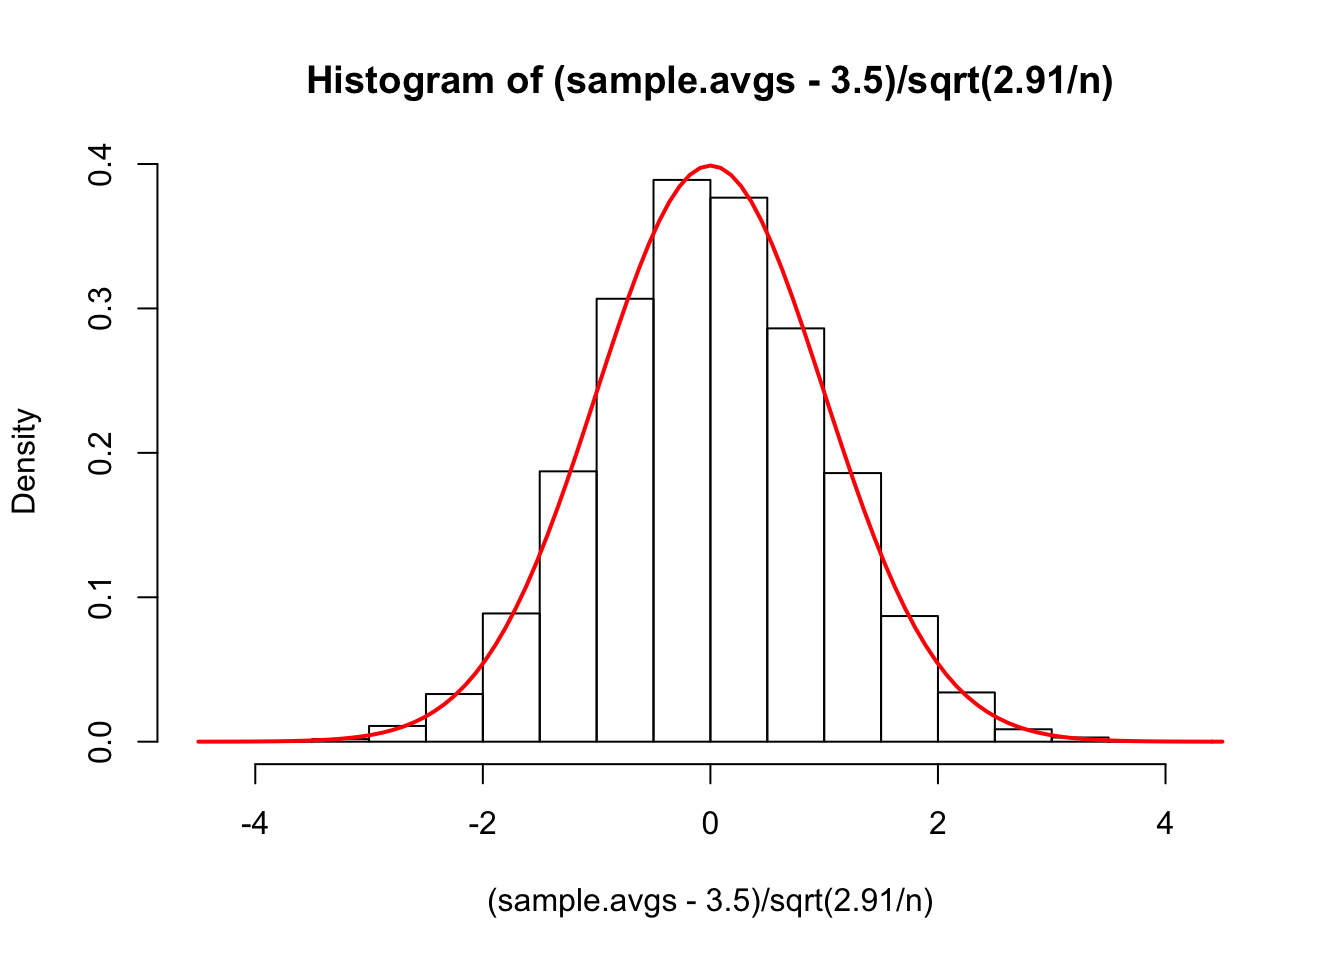 Histogram of (sample.avgs - 3.5)/sqrt(2.91/n)
0.4
0.3
0.2
0.1
0.0
Density
-4 -2 0 2 4
(sample.avgs - 3.5)/sqrt(2.91/n)